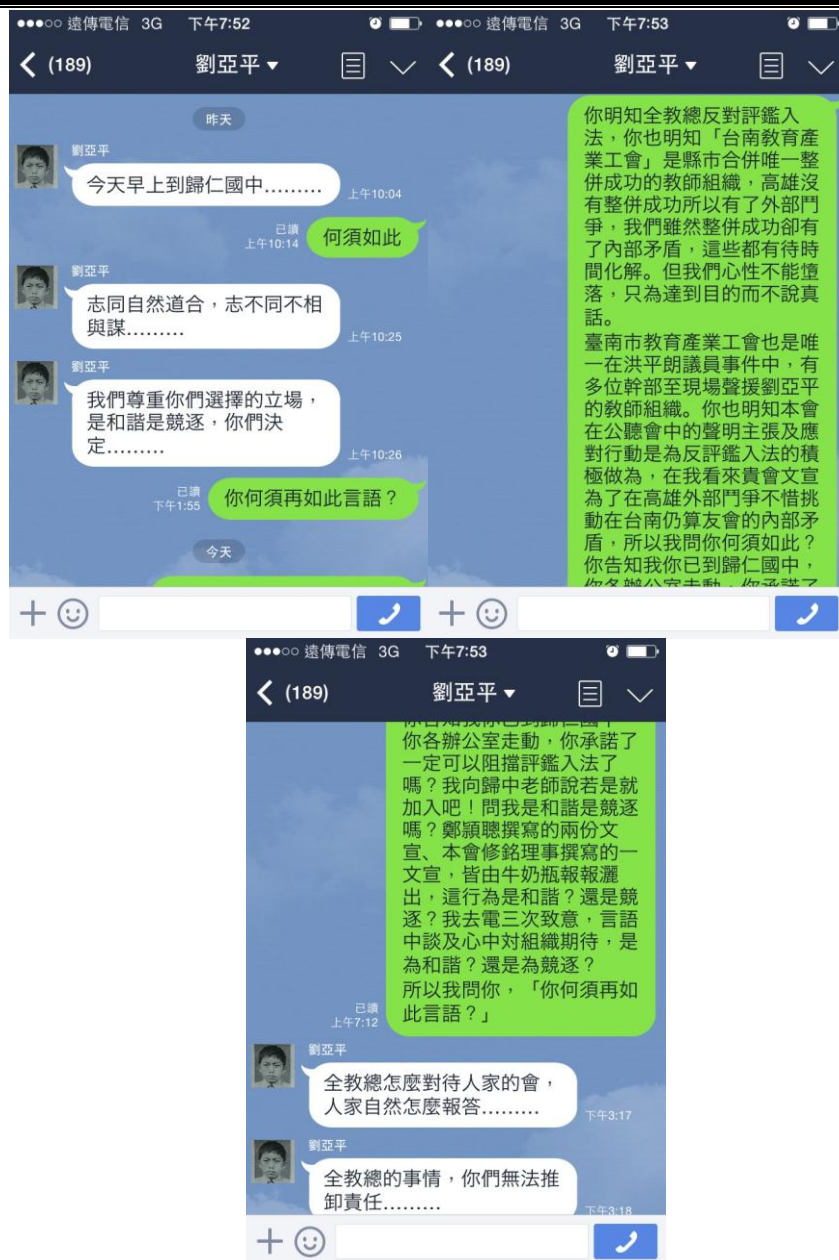 ●●●○○ 遠傳電信 3G 下午7:52
(189) 劉亞平▼
昨天
劉亞平
今天早上到歸仁國中………
上午10:04
已讀
上午10:14
何須如此
劉亞平
志同自然道合，志不同不相
與謀………
上午10:25
劉亞平
我們尊重你們選擇的立場，
是和諧是競逐，你們決
定………
上午10:26
已讀
下午1:55
你何須再如此言語？
今天
●●●○○ 遠傳電信 3G 下午7:53
(189) 劉亞平▼
你明知全教總反對評鑑入
法，你也明知「台南教育產
業工會」是縣市合併唯一整
併成功的教師組織，高雄沒
有整併成功所以有了外部鬥
爭，我們雖然整併成功卻有
了內部矛盾，這些都有待時
間化解。但我們心性不能墮
落，只為達到目的而不說真
話。
臺南市教育產業工會也是唯
一在洪平朗議員事件中，有
多位幹部至現場聲援劉亞平
的教師組織。你也明知本會
在公聽會中的聲明主張及應
對行動是為反評鑑入法的積
極做為，在我看來貴會文宣
為了在高雄外部鬥爭不惜挑
動在台南仍算友會的內部矛
盾，所以我問你何須如此？
你告知我你已到歸仁國中，
你各辦公室走動，你承諾了
●●●○○ 遠傳電信 3G 下午7:53
(189) 劉亞平▼
你告知我你已到歸仁國中，
你各辦公室走動，你承諾了
一定可以阻擋評鑑入法了
嗎？我向歸中老師說若是就
加入吧！問我是和諧是競逐
嗎？鄭穎聰撰寫的兩份文
宣、本會修銘理事撰寫的一
文宣，皆由牛奶瓶報報灑
出，這行為是和諧？還是競
逐？我去電三次致意，言語
中談及心中對組織期待，是
為和諧？還是為競逐？
所以我問你，「你何須再如
此言語？」
已讀
上午7:12
劉亞平
全教總怎麼對待人家的會，
人家自然怎麼報答………
下午3:17
劉亞平
全教總的事情，你們無法推
卸責任………
下午3:18